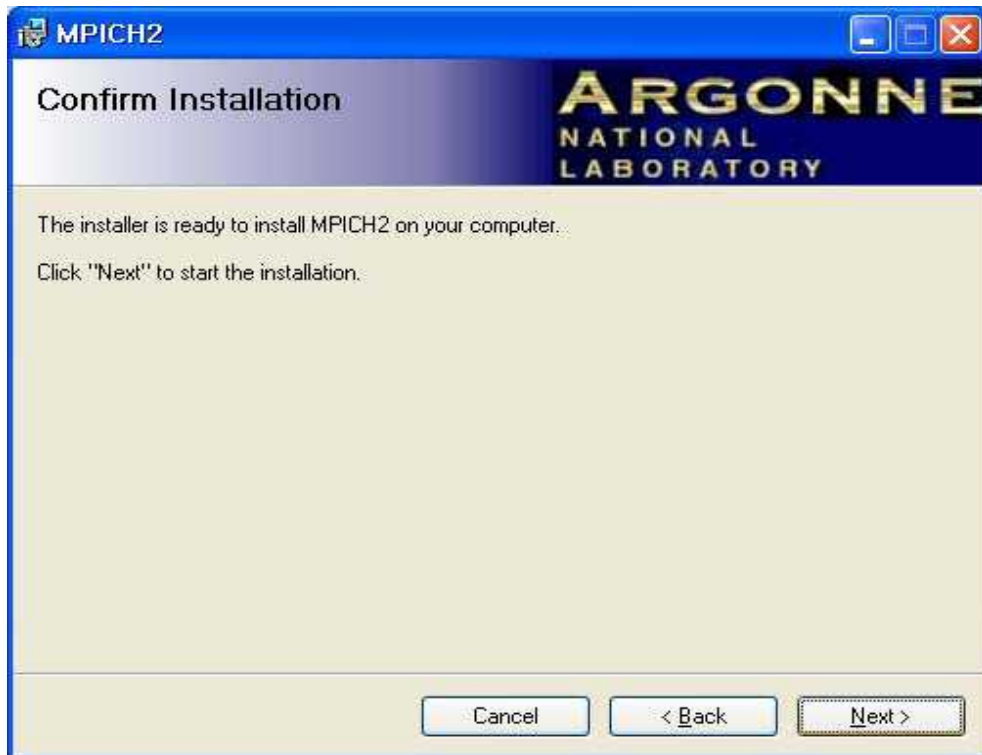 MPICH2
Confirm Installation
ARGONNE
NATIONAL
LABORATORY
The installer is ready to install MPICH2 on your computer.
Click "Next" to start the installation.
Cancel
< Back
Next >